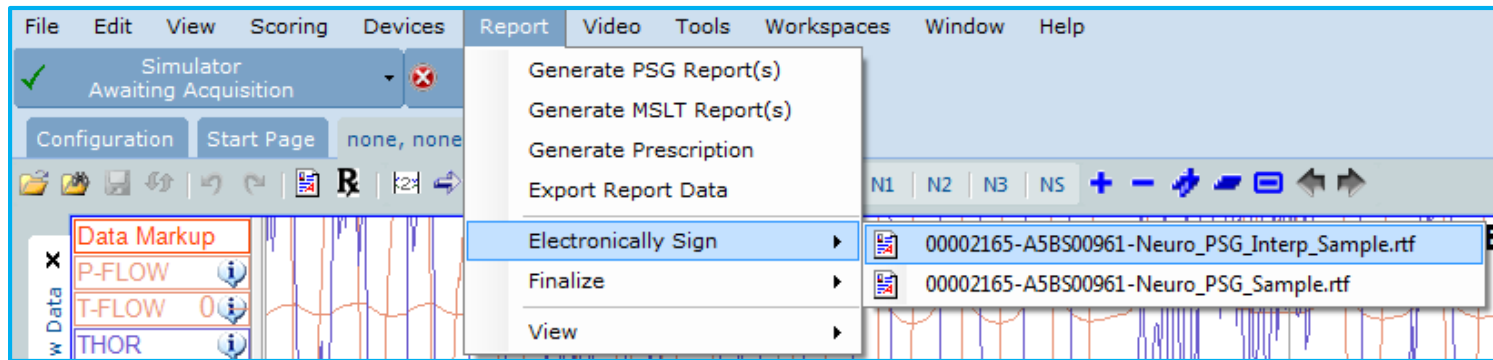 File Edit View Scoring Devices Report Video Tools Workspaces Window Help
Simulator
Awaiting Acquisition
Generate PSG Report(s)
Generate MSLT Report(s)
Configuration Start Page none, none
Generate Prescription
Export Report Data
N1 N2 N3 NS
Data Markup
Electronically Sign
00002165-A5BS00961-Neuro_PSG_Interp_Sample.rtf
P-FLOW
Finalize
00002165-A5BS00961-Neuro_PSG_Sample.rtf
T-FLOW 0
View
THOR
w Data